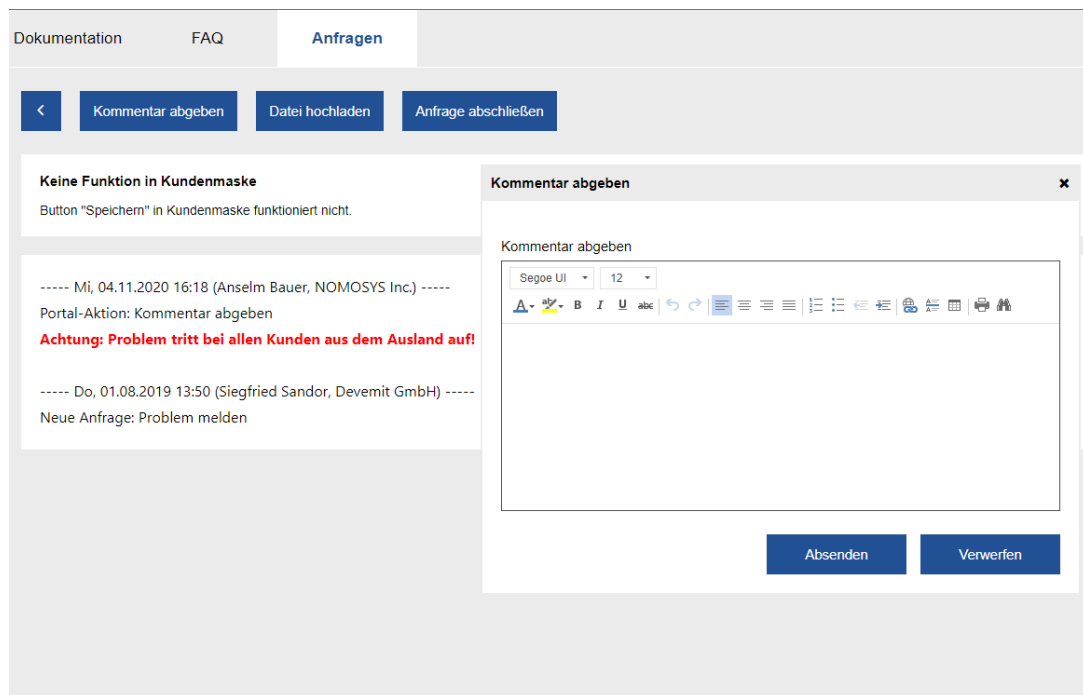 Dokumentation FAQ Anfragen
Kommentar abgeben Datei hochladen Anfrage abschließen
Keine Funktion in Kundenmaske
Button "Speichern" in Kundenmaske funktioniert nicht.
----- Mi, 04.11.2020 16:18 (Anselm Bauer, NOMOSYS Inc.) -----
Portal-Aktion: Kommentar abgeben
Achtung: Problem tritt bei allen Kunden aus dem Ausland auf!
----- Do, 01.08.2019 13:50 (Siegfried Sandor, Devemit GmbH) -----
Neue Anfrage: Problem melden
Kommentar abgeben
Kommentar abgeben
Segoe UI 12
A ab B I U abc
Absenden Verwerfen